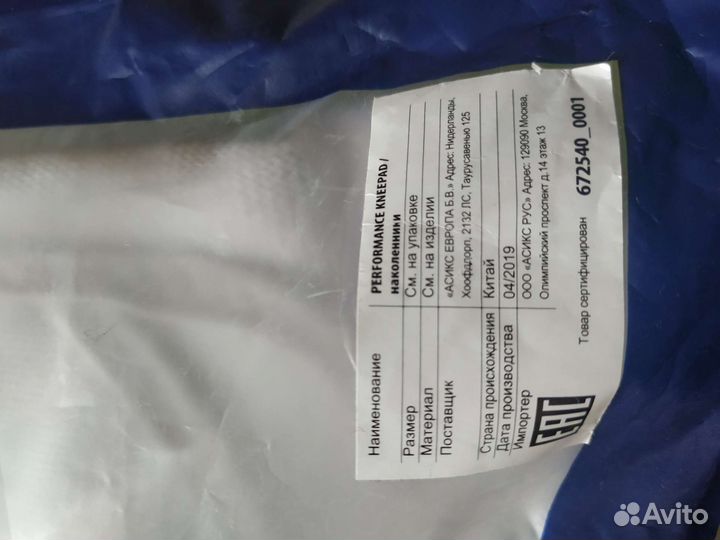 Наименование PERFORMANCE KNEEPAD /
наколенники
Размер См. на упаковке
Материал См. на изделии
Поставщик «АСИКС ЕВРОПА Б.В.» Адрес: Нидерланды,
Хоофддорп, 2132 ЛС, Таурусавенью 125
Страна происхождения Китай
Дата производства 04/2019
Импортер ООО «АСИКС РУС» Адрес: 129090 Москва,
Олимпийский проспект д.14 этаж 13
EAC
Товар сертифицирован 672540_0001
Avito